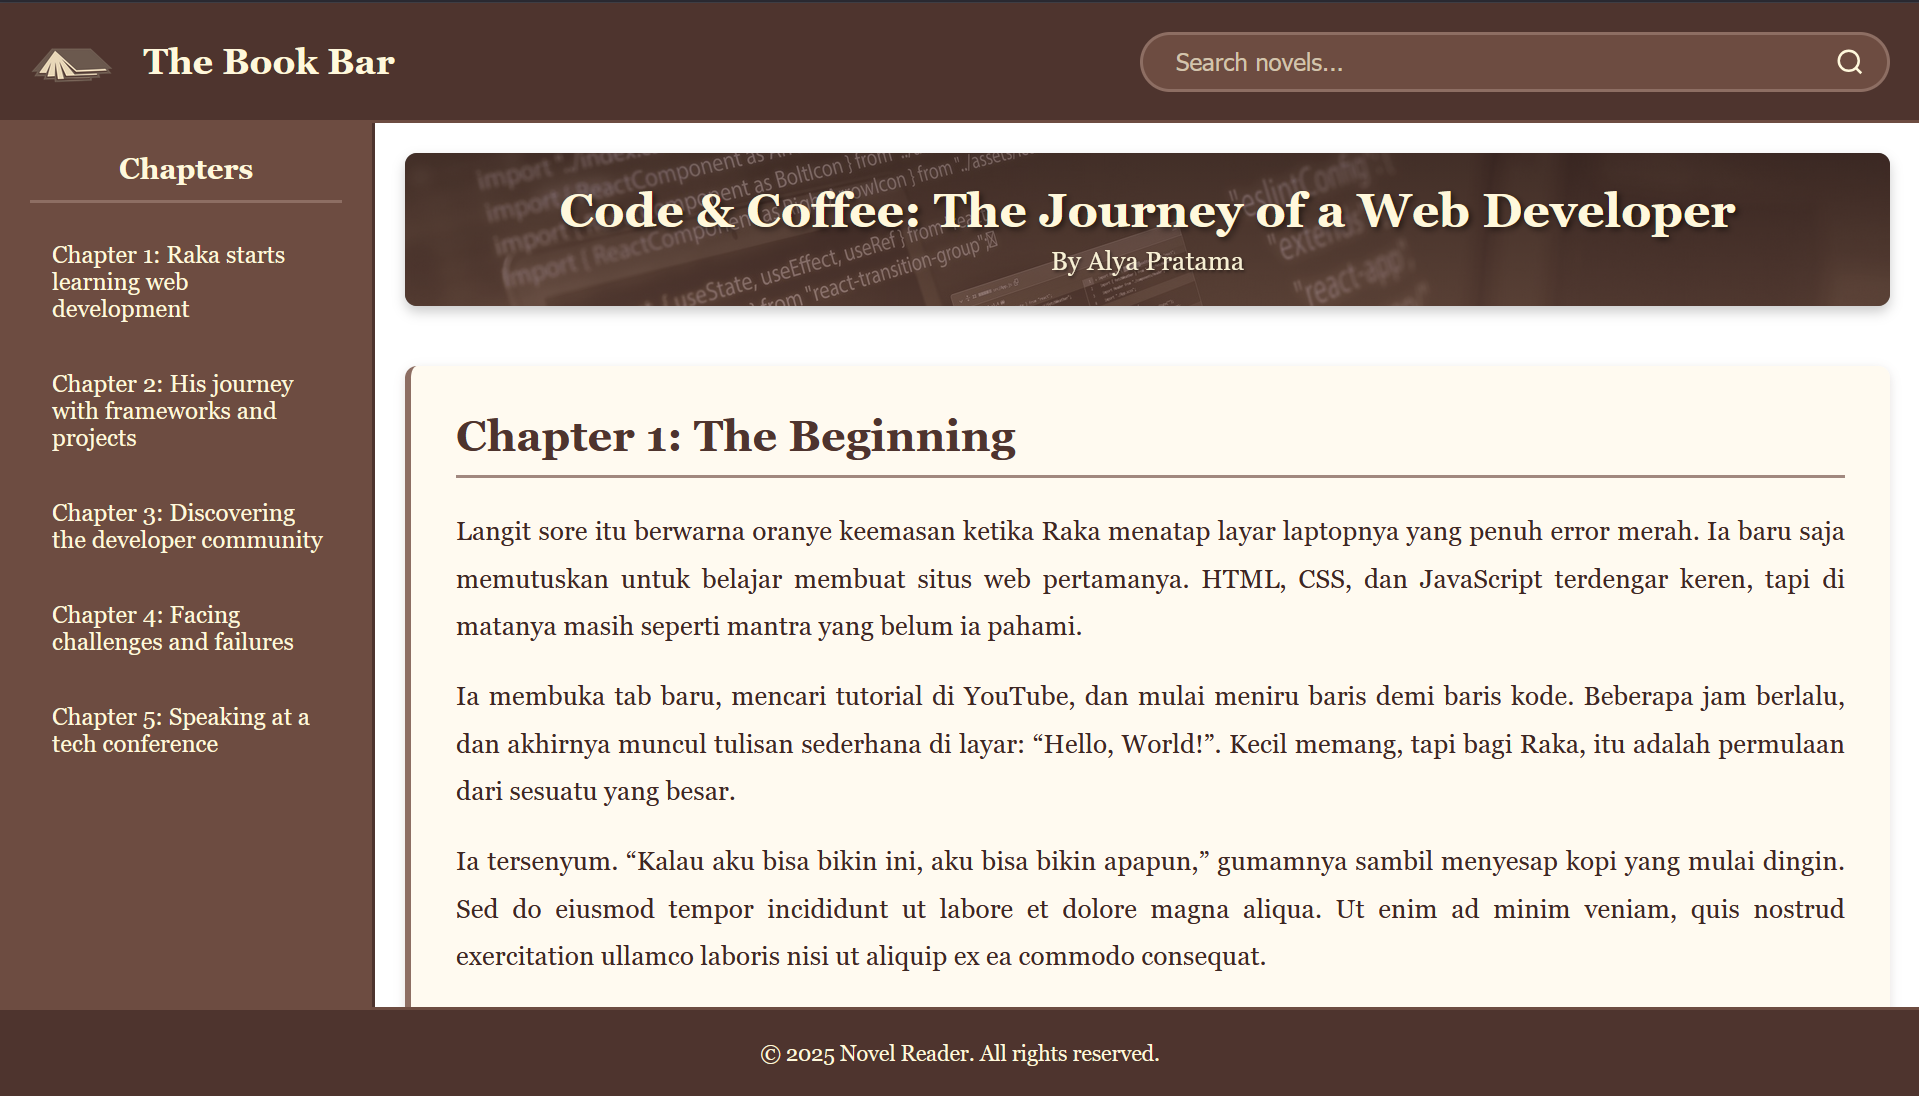 The Book Bar
Search novels...
Chapters
Chapter 1: Raka starts
learning web
development
Chapter 2: His journey
with frameworks and
projects
Chapter 3: Discovering
the developer community
Chapter 4: Facing
challenges and failures
Chapter 5: Speaking at a
tech conference
Code & Coffee: The Journey of a Web Developer
By Alya Pratama
Chapter 1: The Beginning
Langit sore itu berwarna oranye keemasan ketika Raka menatap layar laptopnya yang penuh error merah. Ia baru saja
memutuskan untuk belajar membuat situs web pertamanya. HTML, CSS, dan JavaScript terdengar keren, tapi di
matanya masih seperti mantra yang belum ia pahami.
Ia membuka tab baru, mencari tutorial di YouTube, dan mulai meniru baris demi baris kode. Beberapa jam berlalu,
dan akhirnya muncul tulisan sederhana di layar: “Hello, World!”. Kecil memang, tapi bagi Raka, itu adalah permulaan
dari sesuatu yang besar.
Ia tersenyum. “Kalau aku bisa bikin ini, aku bisa bikin apapun,” gumamnya sambil menyesap kopi yang mulai dingin.
Sed do eiusmod tempor incididunt ut labore et dolore magna aliqua. Ut enim ad minim veniam, quis nostrud
exercitation ullamco laboris nisi ut aliquip ex ea commodo consequat.
© 2025 Novel Reader. All rights reserved.